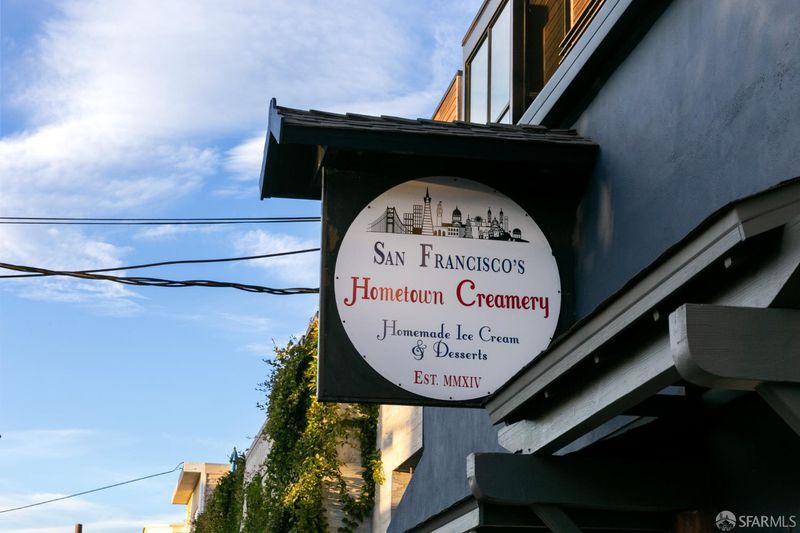 San Francisco's
Hometown Creamery
Homemade Ice Cream
& Desserts
Est. MMXIV
SFARMLS